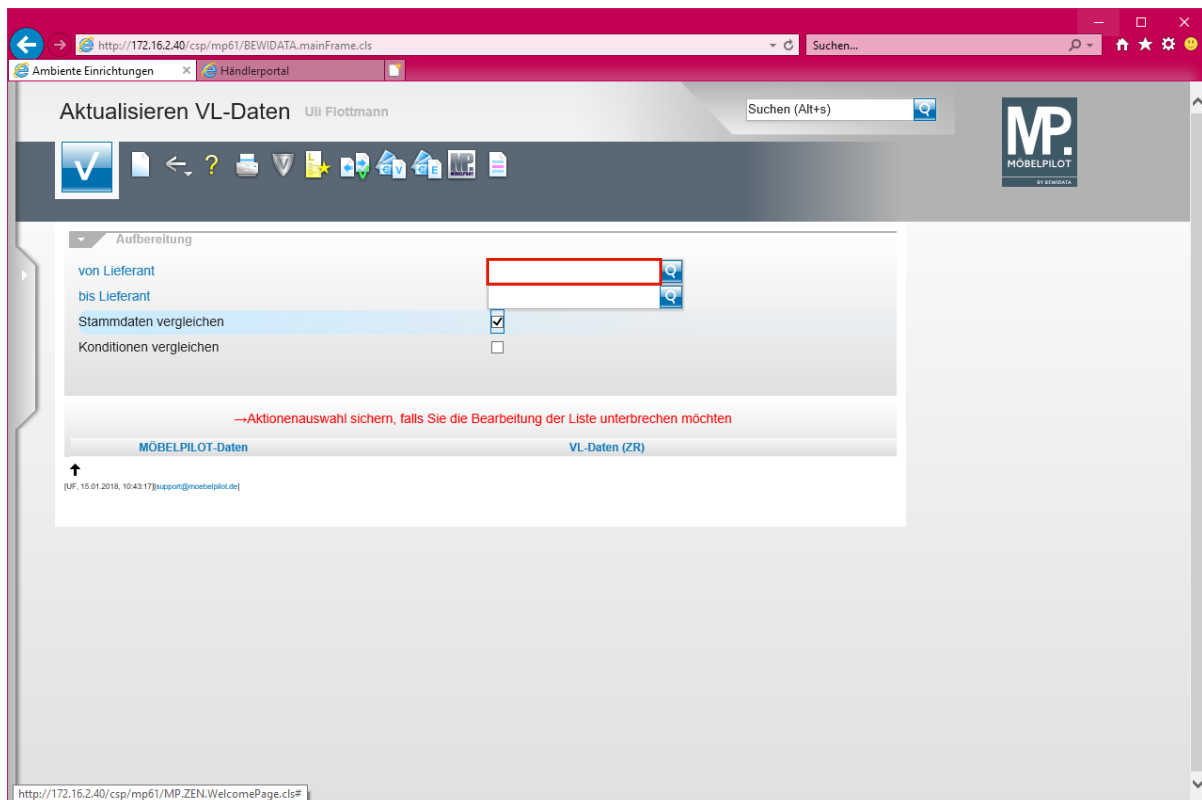 http://172.16.2.40/csp/mp61/BEWIDATA.mainFrame.cls
Suchen...
Ambiente Einrichtungen
Händlerportal
Aktualisieren VL-Daten Uli Flottmann
Suchen (Alt+s)
MP.
MÖBELPILOT
BY BEWIDATA
Aufbereitung
von Lieferant
bis Lieferant
Stammdaten vergleichen
Konditionen vergleichen
→Aktionenauswahl sichern, falls Sie die Bearbeitung der Liste unterbrechen möchten
MÖBELPILOT-Daten VL-Daten (ZR)
[UF, 15.01.2018, 10:43:17][support@moebelpilot.de]
http://172.16.2.40/csp/mp61/MP.ZEN.WelcomePage.cls#